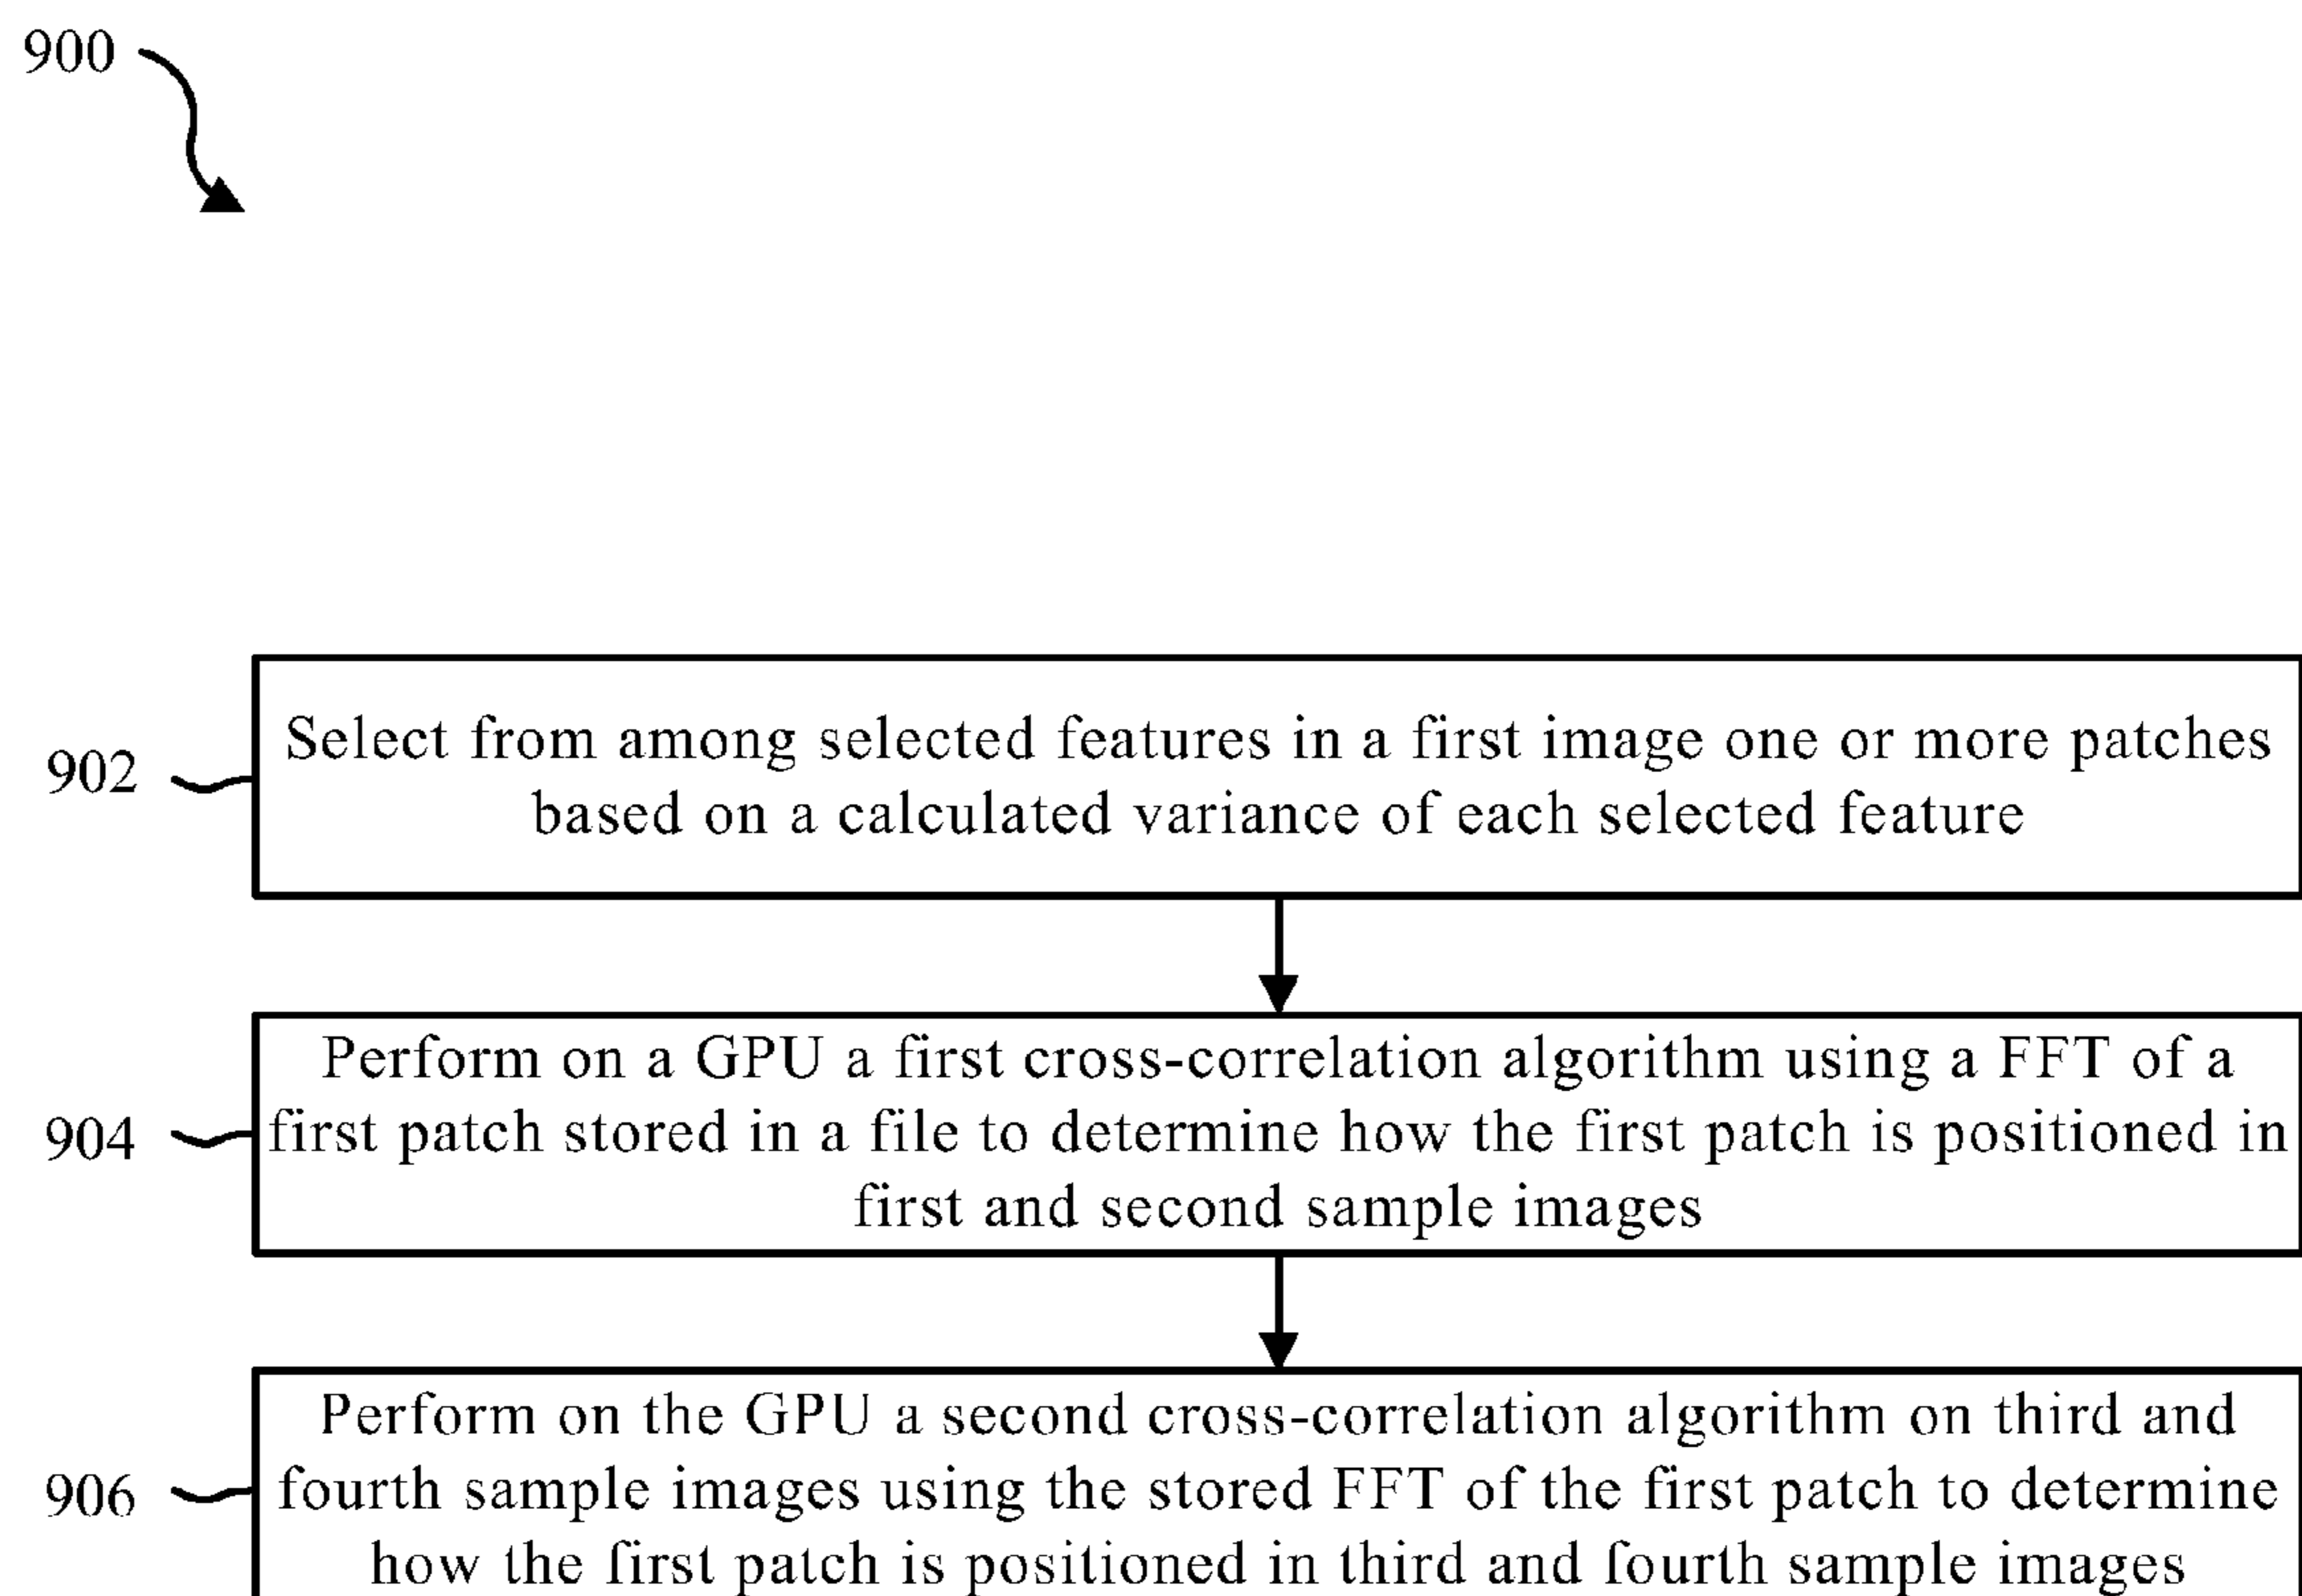 900
902
Select from among selected features in a first image one or more patches
based on a calculated variance of each selected feature
904
Perform on a GPU a first cross-correlation algorithm using a FFT of a
first patch stored in a file to determine how the first patch is positioned in
first and second sample images
906
Perform on the GPU a second cross-correlation algorithm on third and
fourth sample images using the stored FFT of the first patch to determine
how the first patch is positioned in third and fourth sample images